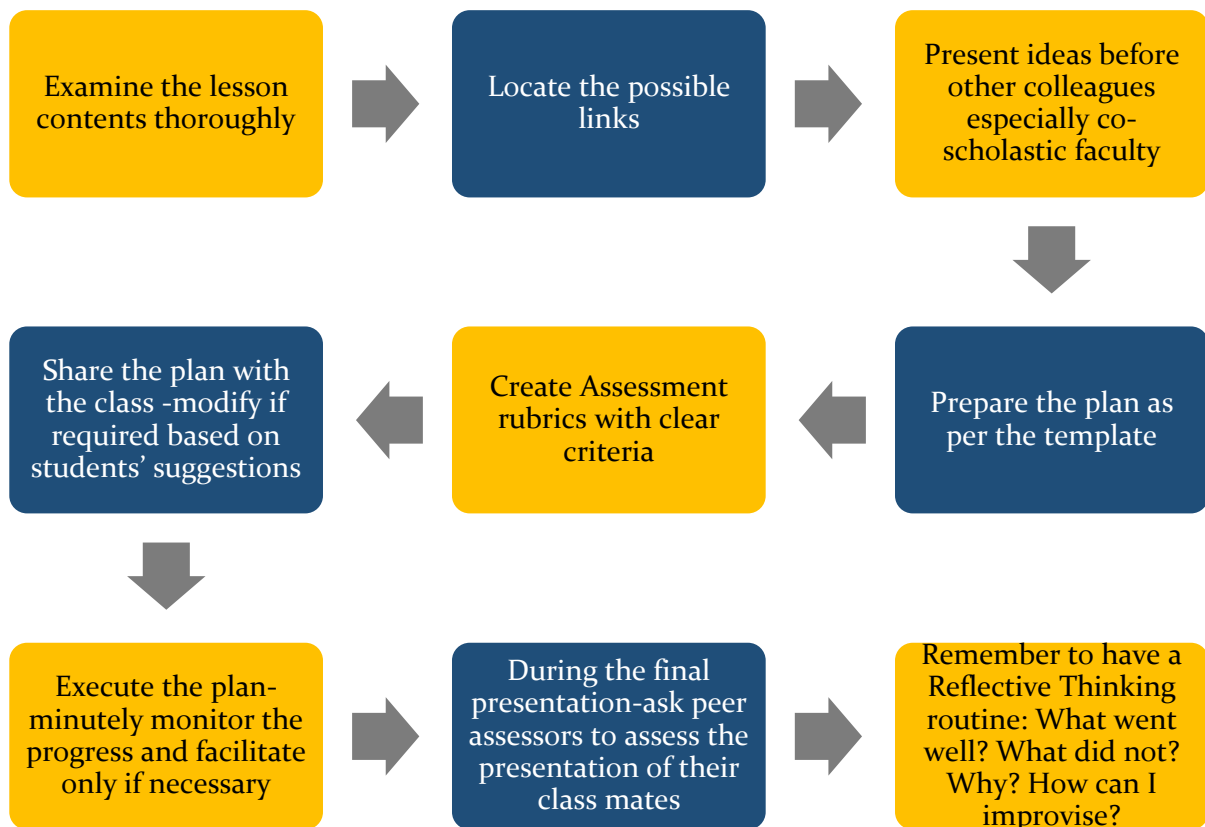 Examine the lesson
contents thoroughly
Locate the possible
links
Present ideas before
other colleagues
especially co-
scholastic faculty
Prepare the plan as
per the template
Create Assessment
rubrics with clear
criteria
Share the plan with
the class -modify if
required based on
students’ suggestions
Execute the plan-
minutely monitor the
progress and facilitate
only if necessary
During the final
presentation-ask peer
assessors to assess the
presentation of their
class mates
Remember to have a
Reflective Thinking
routine: What went
well? What did not?
Why? How can I
improvise?